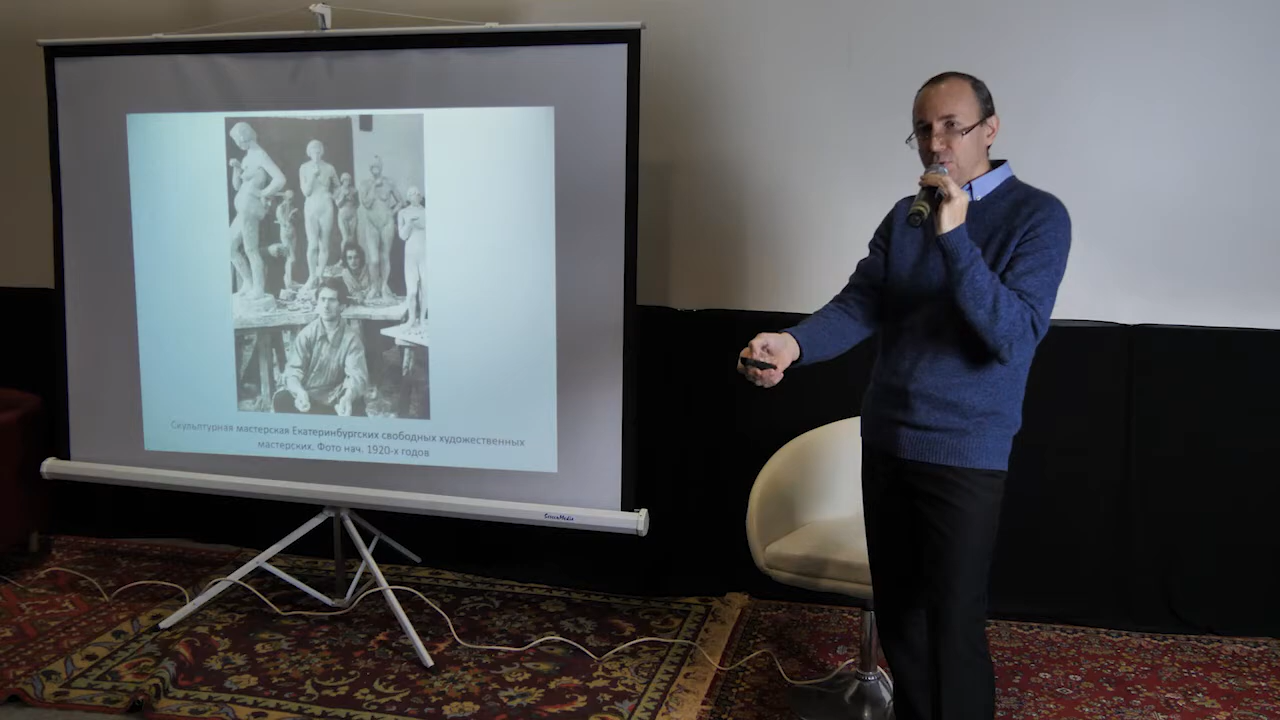 Скульптурная мастерская Екатеринбургских свободных художественных
мастерских. Фото нач. 1920-х годов